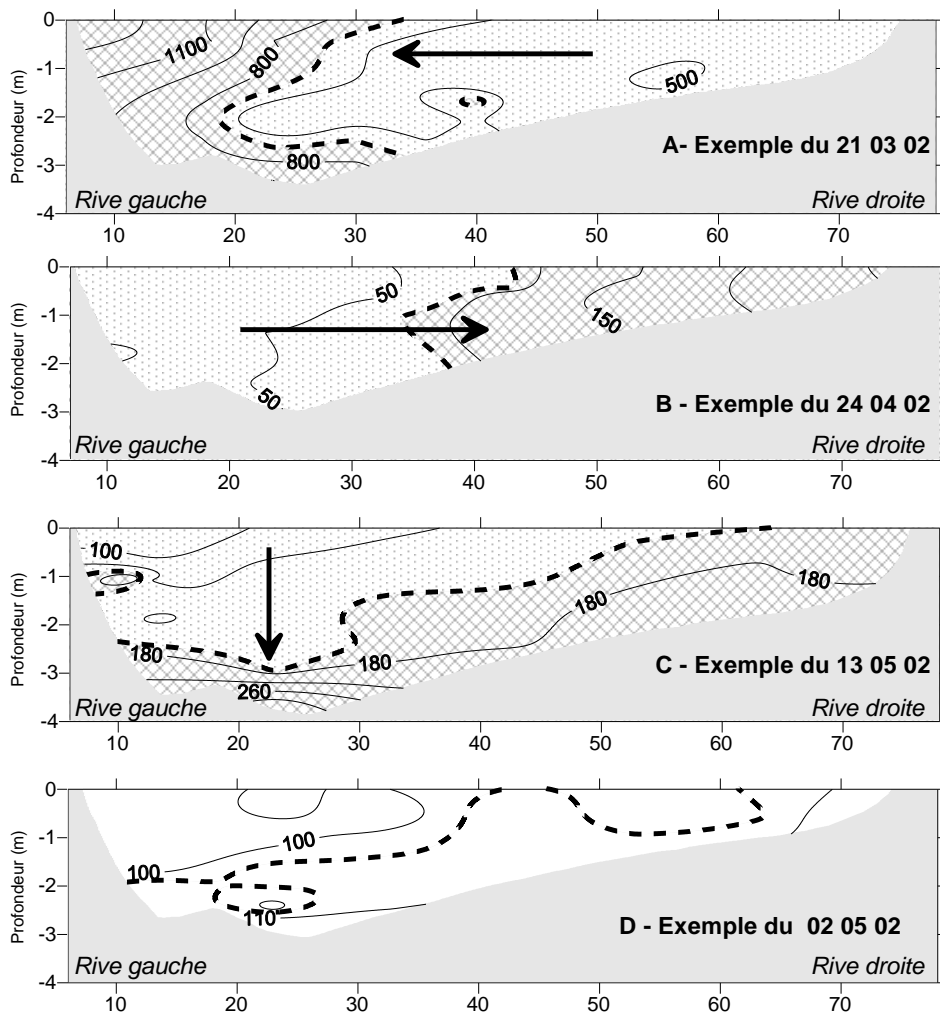 0
1100
800
-1
500
-2
Profondeur (m)
A- Exemple du 21 03 02
-3
800
Rive gauche
Rive droite
-4
10 20 30 40 50 60 70
0
50
-1
150
-2
Profondeur (m)
50
B - Exemple du 24 04 02
-3
Rive gauche
Rive droite
-4
10 20 30 40 50 60 70
0
100
-1
180
180
-2
Profondeur (m)
180
180
C - Exemple du 13 05 02
-3
260
Rive gauche
Rive droite
-4
10 20 30 40 50 60 70
0
100
-1
100
-2
Profondeur (m)
110
D - Exemple du 02 05 02
-3
Rive gauche
Rive droite
-4
10 20 30 40 50 60 70